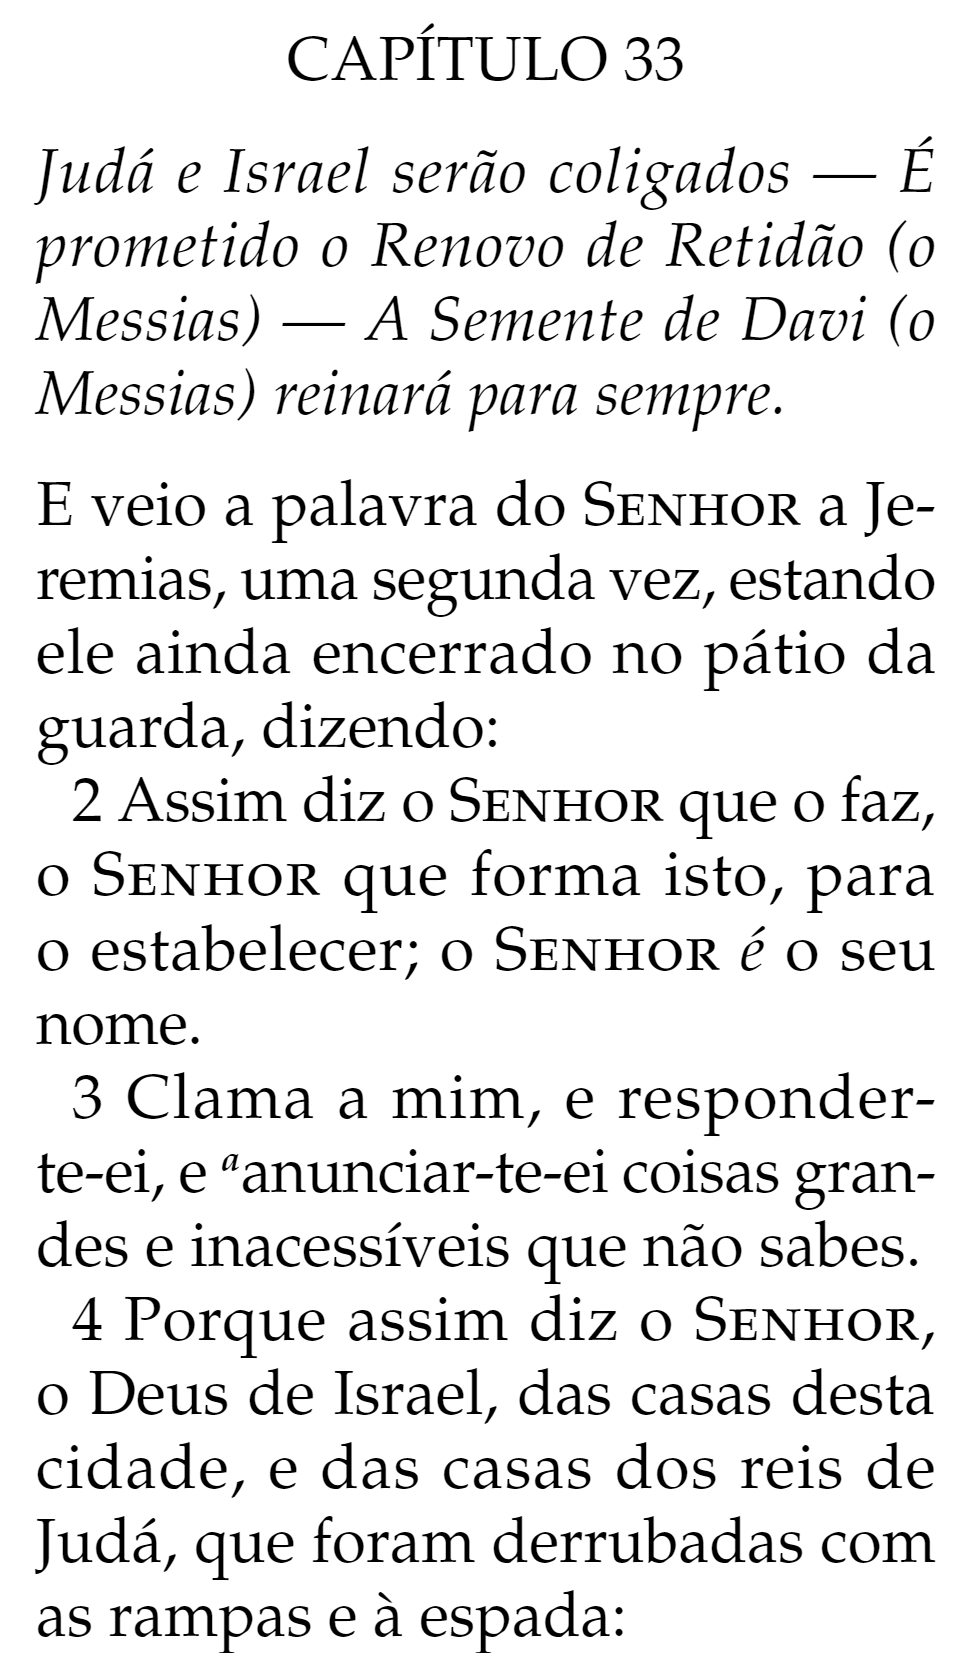 CAPÍTULO 33
Judá e Israel serão coligados — É
prometido o Renovo de Retidão (o
Messias) — A Semente de Davi (o
Messias) reinará para sempre.
E veio a palavra do SENHOR a Je-
remias, uma segunda vez, estando
ele ainda encerrado no pátio da
guarda, dizendo:
2 Assim diz o SENHOR que o faz,
o SENHOR que forma isto, para
o estabelecer; o SENHOR é o seu
nome.
3 Clama a mim, e responder-
te-ei, e ᵃanunciar-te-ei coisas gran-
des e inacessíveis que não sabes.
4 Porque assim diz o SENHOR,
o Deus de Israel, das casas desta
cidade, e das casas dos reis de
Judá, que foram derrubadas com
as rampas e à espada: